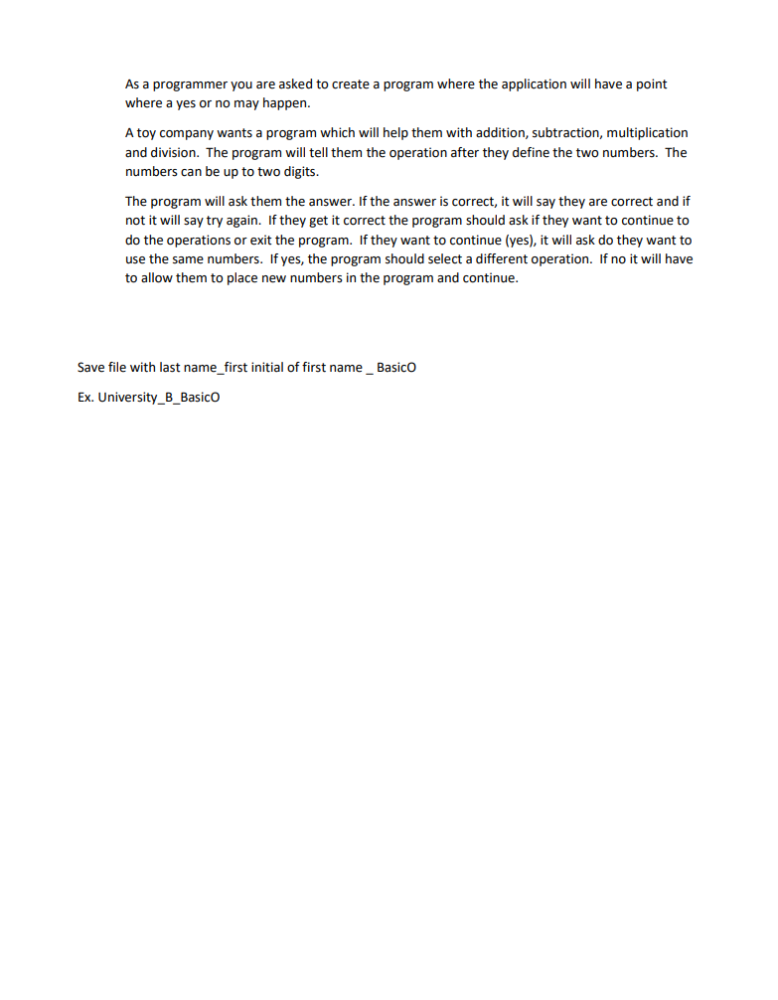 As a programmer you are asked to create a program where the application will have a point
where a yes or no may happen.
A toy company wants a program which will help them with addition, subtraction, multiplication
and division.  The program will tell them the operation after they define the two numbers.  The
numbers can be up to two digits.
The program will ask them the answer. If the answer is correct, it will say they are correct and if
not it will say try again.  If they get it correct the program should ask if they want to continue to
do the operations or exit the program.  If they want to continue (yes), it will ask do they want to
use the same numbers.  If yes, the program should select a different operation.  If no it will have
to allow them to place new numbers in the program and continue.
Save file with last name_first initial of first name _ BasicO
Ex. University_B_BasicO